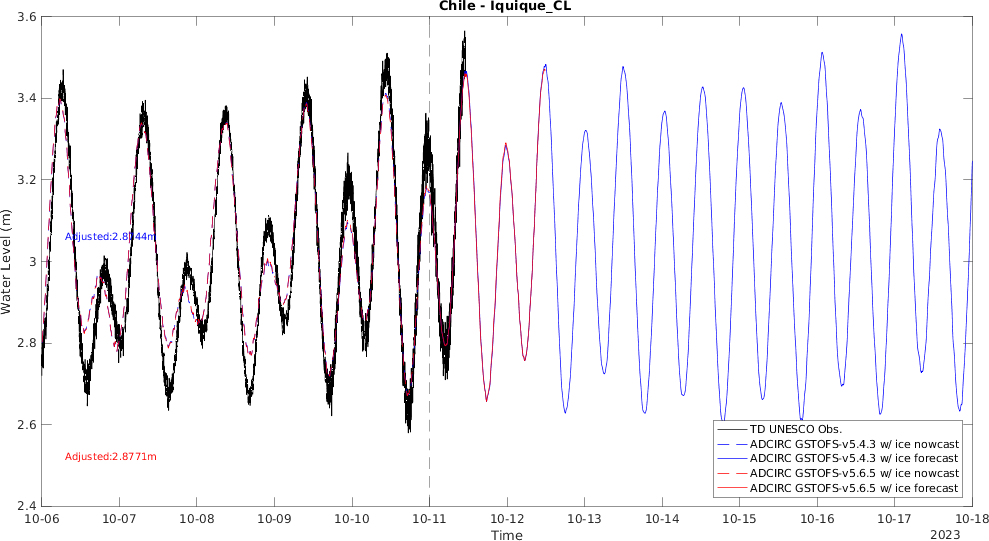 Chile - Iquique_CL
3.6
3.4
3.2
3
2.8
2.6
2.4
Water Level (m)
Adjusted:2.8044m
Adjusted:2.8771m
TD UNESCO Obs.
ADCIRC GSTOFS-v5.4.3 w/ ice nowcast
ADCIRC GSTOFS-v5.4.3 w/ ice forecast
ADCIRC GSTOFS-v5.6.5 w/ ice nowcast
ADCIRC GSTOFS-v5.6.5 w/ ice forecast
10-06 10-07 10-08 10-09 10-10 10-11 10-12 10-13 10-14 10-15 10-16 10-17 10-18
Time
2023